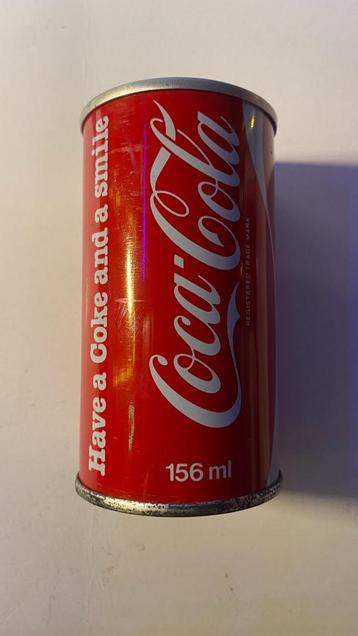 Have a Coke and a smile
Coca-Cola
REGISTERED TRADE MARK
156 ml